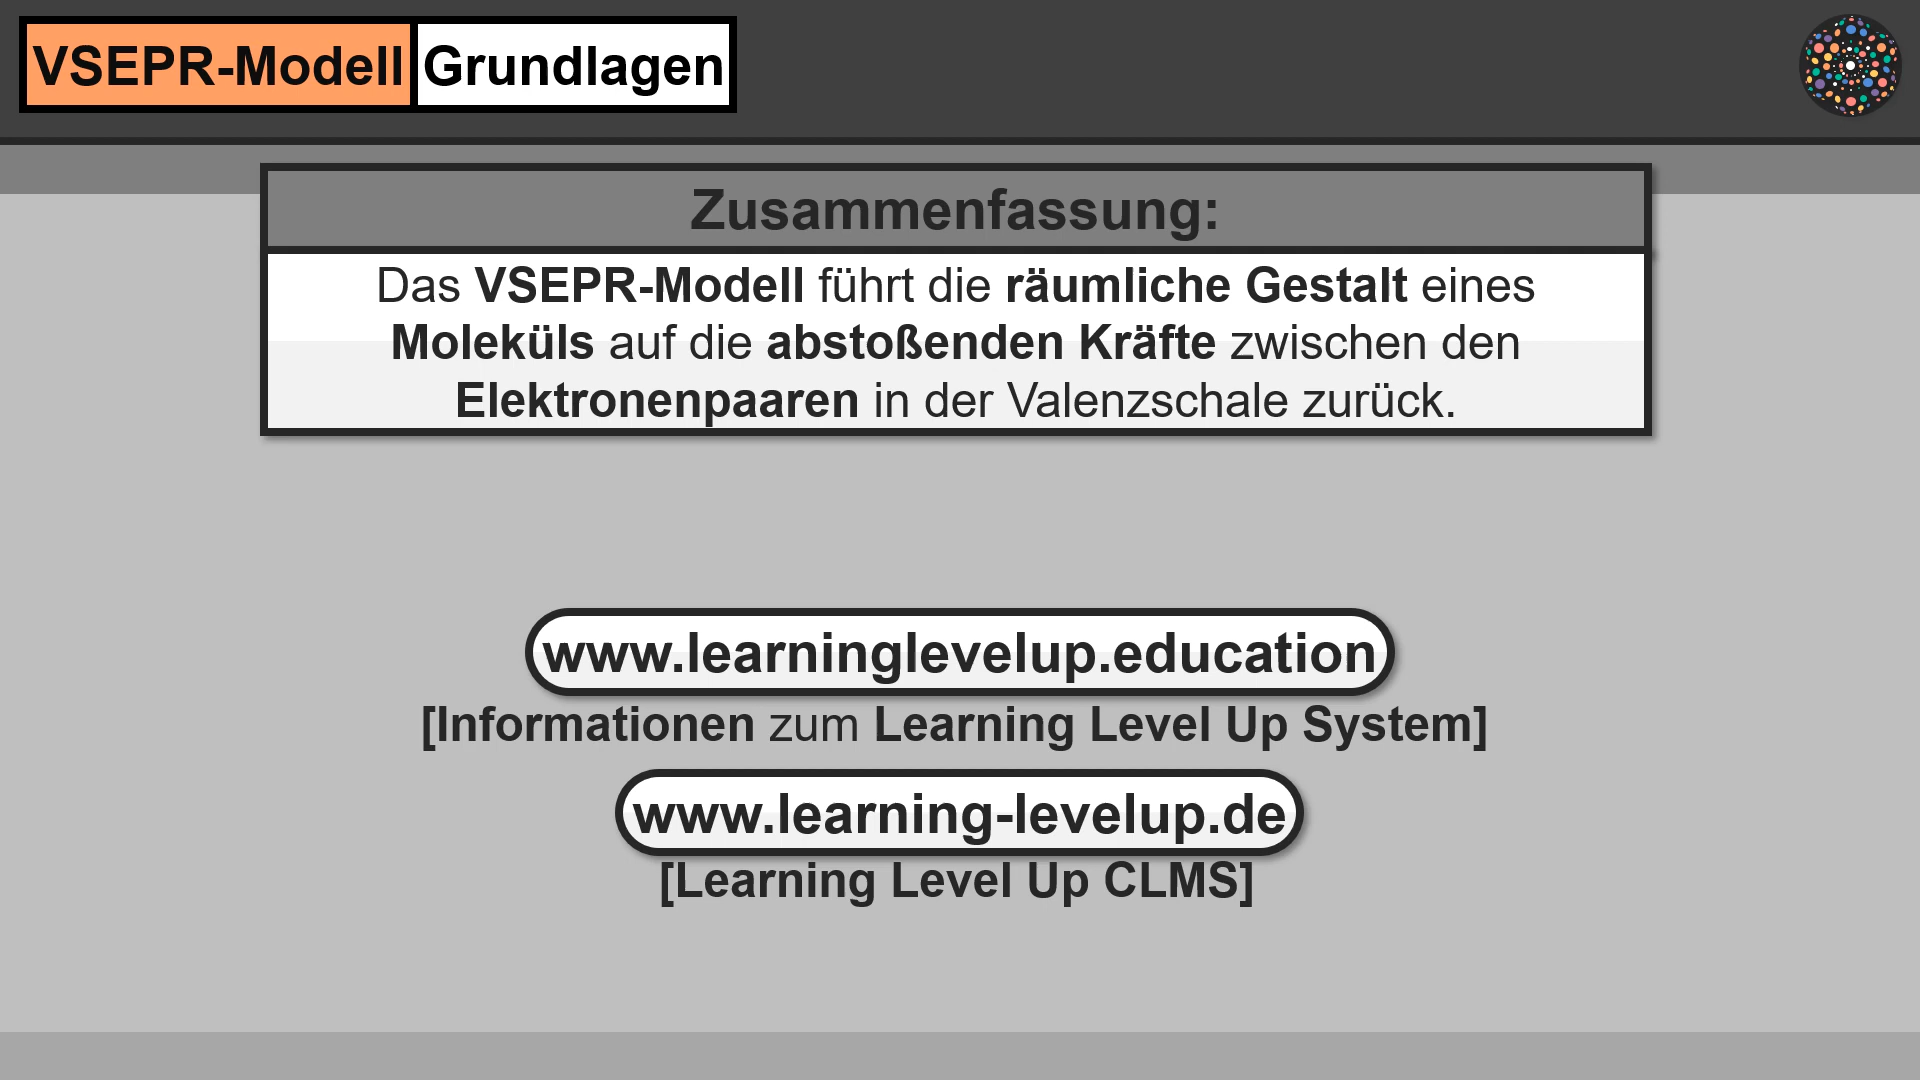 VSEPR-Modell Grundlagen
Zusammenfassung:
Das VSEPR-Modell führt die räumliche Gestalt eines
Moleküls auf die abstoßenden Kräfte zwischen den
Elektronenpaaren in der Valenzschale zurück.
www.learninglevelup.education
[Informationen zum Learning Level Up System]
www.learning-levelup.de
[Learning Level Up CLMS]